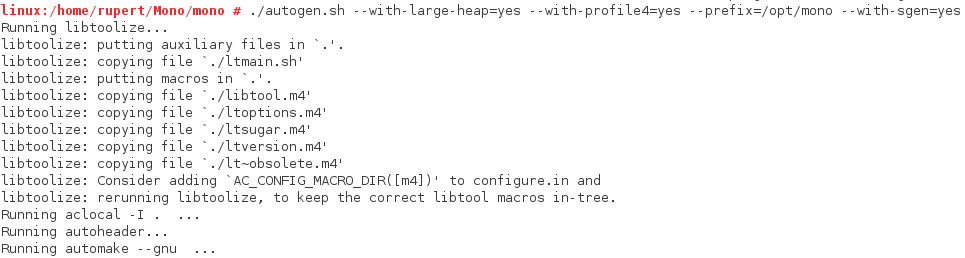 linux:/home/rupert/Mono/mono # ./autogen.sh --with-large-heap=yes --with-profile4=yes --prefix=/opt/mono --with-sgen=yes
Running libtoolize...
libtoolize: putting auxiliary files in `.'.
libtoolize: copying file `./ltmain.sh'
libtoolize: putting macros in `.'.
libtoolize: copying file `./libtool.m4'
libtoolize: copying file `./ltoptions.m4'
libtoolize: copying file `./ltsugar.m4'
libtoolize: copying file `./ltversion.m4'
libtoolize: copying file `./lt~obsolete.m4'
libtoolize: Consider adding `AC_CONFIG_MACRO_DIR([m4])' to configure.in and
libtoolize: rerunning libtoolize, to keep the correct libtool macros in-tree.
Running aclocal -I .  ...
Running autoheader...
Running automake --gnu  ...